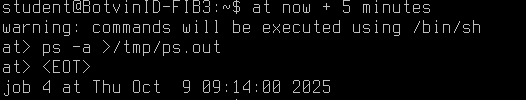 student@BotvinID-FIB3:~$ at now + 5 minutes
warning: commands will be executed using /bin/sh
at> ps -a >/tmp/ps.out
at> <EOT>
job 4 at Thu Oct  9 09:14:00 2025